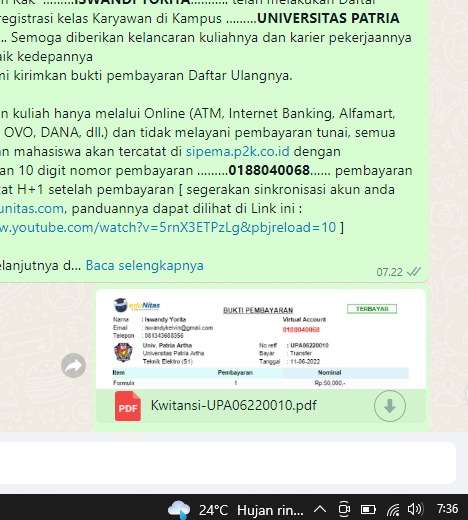 .........ISWANDI YORITA............ telah melakukan Daftar
registrasi kelas Karyawan di Kampus .........UNIVERSITAS PATRIA
... Semoga diberikan kelancaran kuliahnya dan karier pekerjaannya
aik kedepannya
mi kirimkan bukti pembayaran Daftar Ulangnya.
n kuliah hanya melalui Online (ATM, Internet Banking, Alfamart,
OVO, DANA, dll.) dan tidak melayani pembayaran tunai, semua
an mahasiswa akan tercatat di sipema.p2k.co.id dengan
an 10 digit nomor pembayaran .........0188040068...... pembayaran
at H+1 setelah pembayaran [ segerakan sinkronisasi akun anda
unitas.com, panduannya dapat dilihat di Link ini :
w.youtube.com/watch?v=5rnX3ETPzLg&pbjreload=10 ]
elanjutnya d... Baca selengkapnya
07.22
eduNitas
BUKTI PEMBAYARAN
TERBAYAR
Nama : Iswandy Yorita
Virtual Account
Email : iswandykelvin@gmail.com
0188040068
Telepon : 081343688356
Univ. Patria Artha
No.reff : UPA06220010
Universitas Patria Artha
Bayar : Transfer
Teknik Elektro (S1)
Tanggal : 11-06-2022
Item Pembayaran Nominal
Formulir 1 Rp.50.000,-
PDF Kwitansi-UPA06220010.pdf
24°C Hujan rin... 7:36